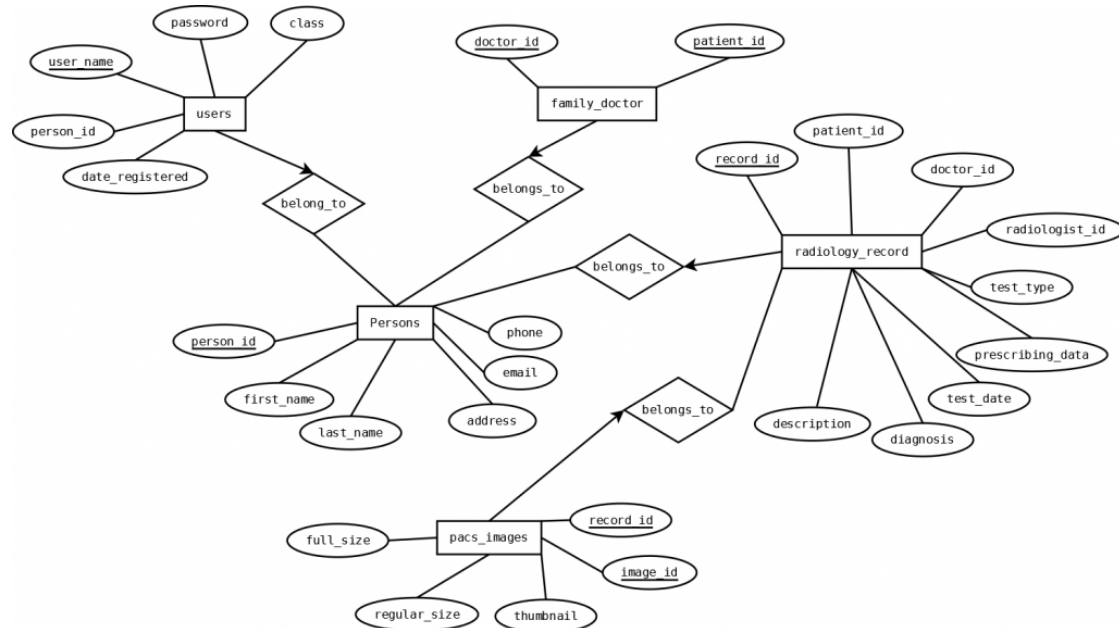 password
class
user_name
person_id
date_registered
users
belong_to
doctor_id
patient_id
family_doctor
belongs_to
record_id
patient_id
doctor_id
radiologist_id
radiology_record
test_type
prescribing_data
test_date
diagnosis
description
belongs_to
Persons
person_id
first_name
last_name
address
email
phone
belongs_to
pacs_images
full_size
regular_size
thumbnail
image_id
record_id